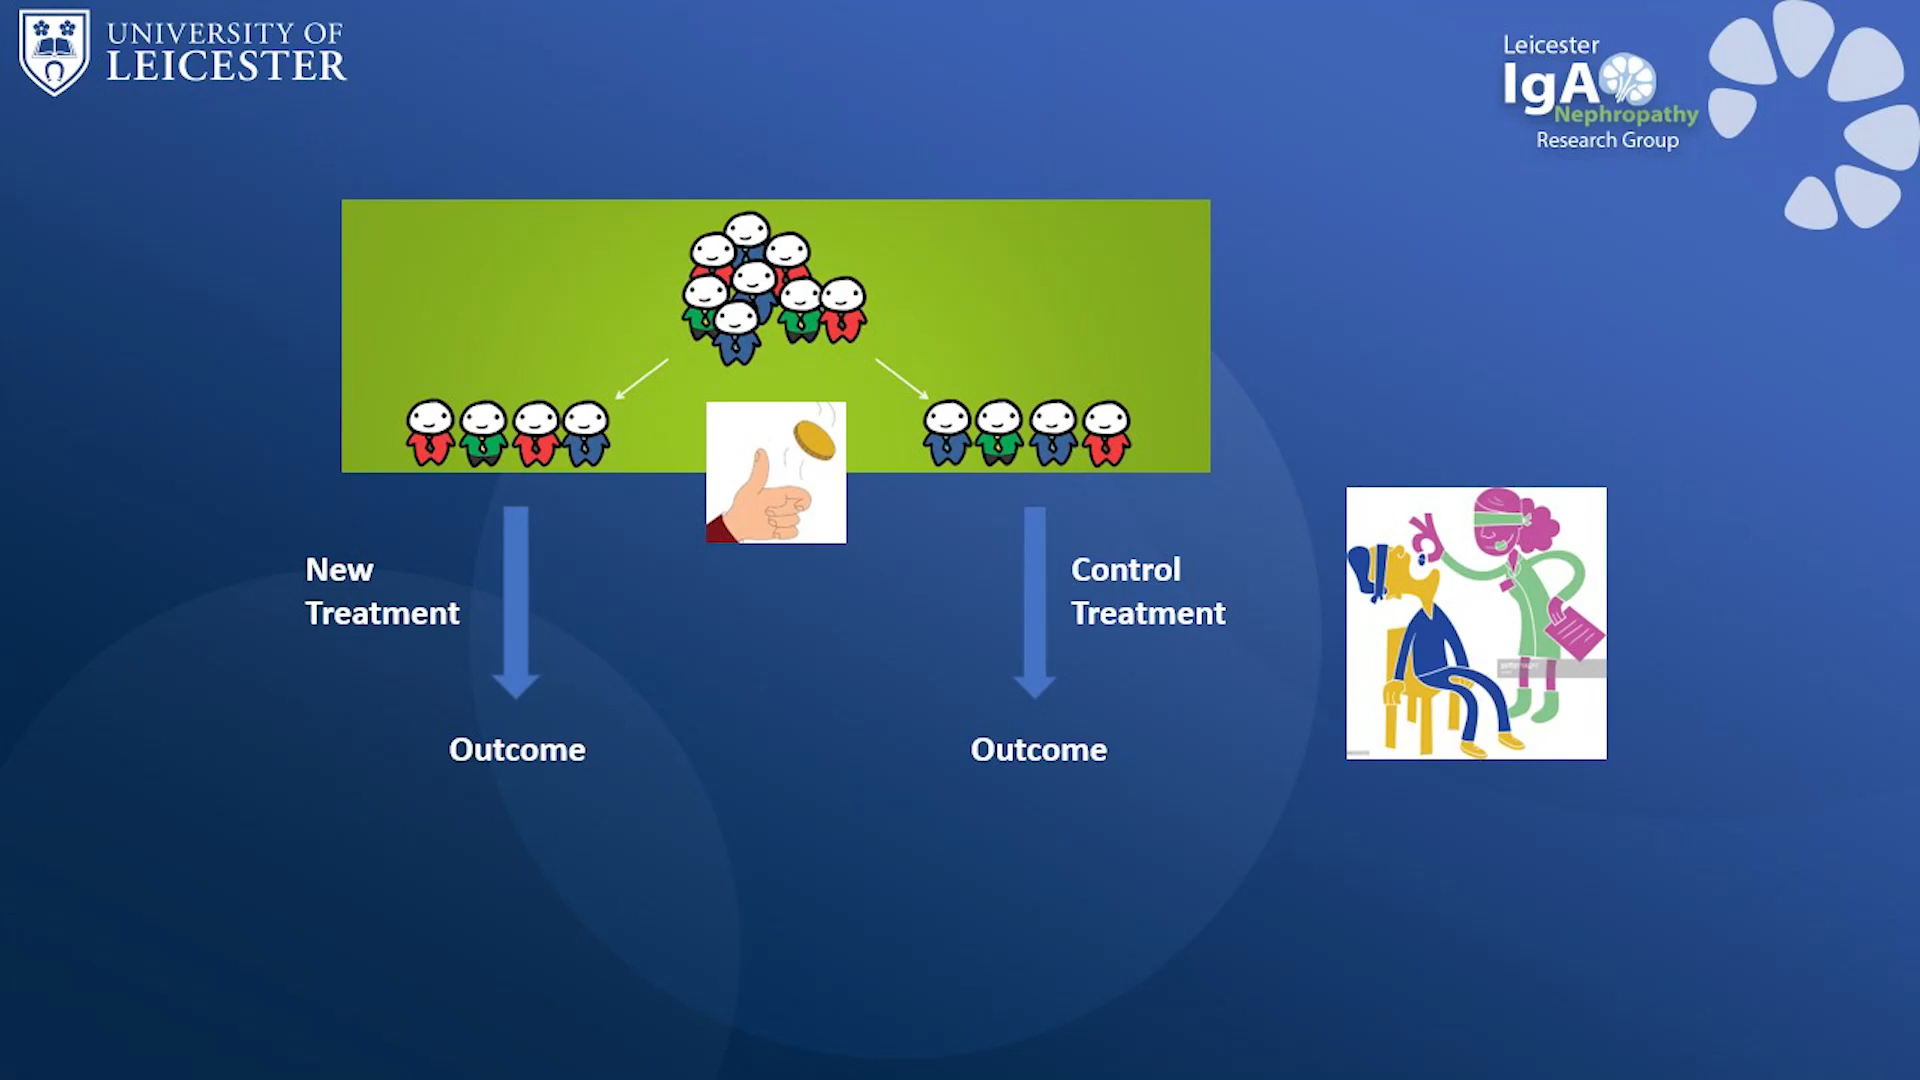 UNIVERSITY OF
LEICESTER
Leicester
IgA
Nephropathy
Research Group
New
Treatment
Control
Treatment
Outcome
Outcome